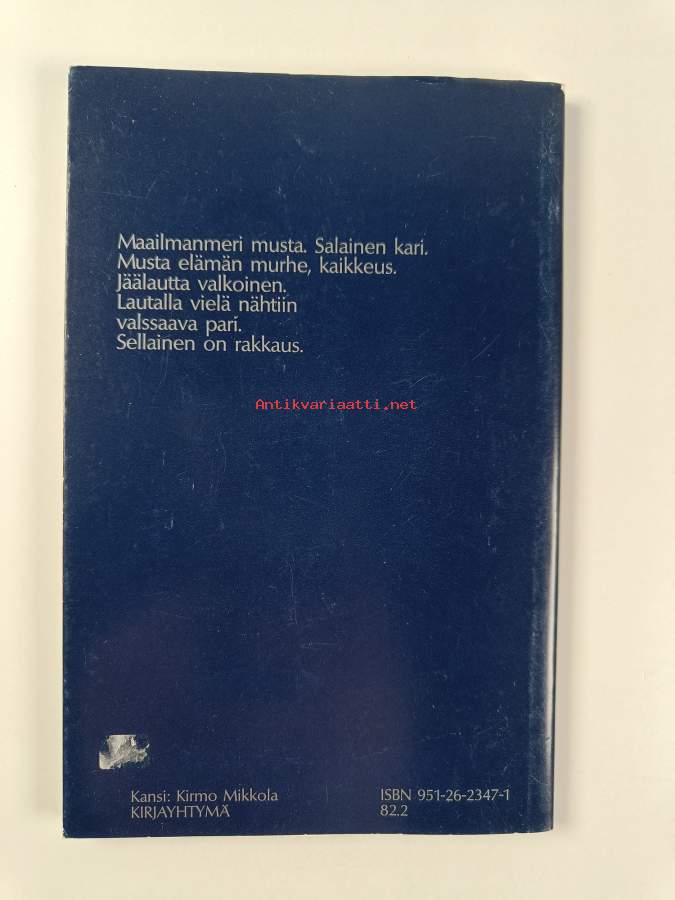 Maailmanmeri musta. Salainen kari.
Musta elämän murhe, kaikkeus.
Jäälautta valkoinen.
Lautalla vielä nähtiin
valssaava pari.
Sellainen on rakkaus.
Antikvariaatti.net
Kansi: Kirmo Mikkola
KIRJAYHTYMÄ
ISBN 951-26-2347-1
82.2